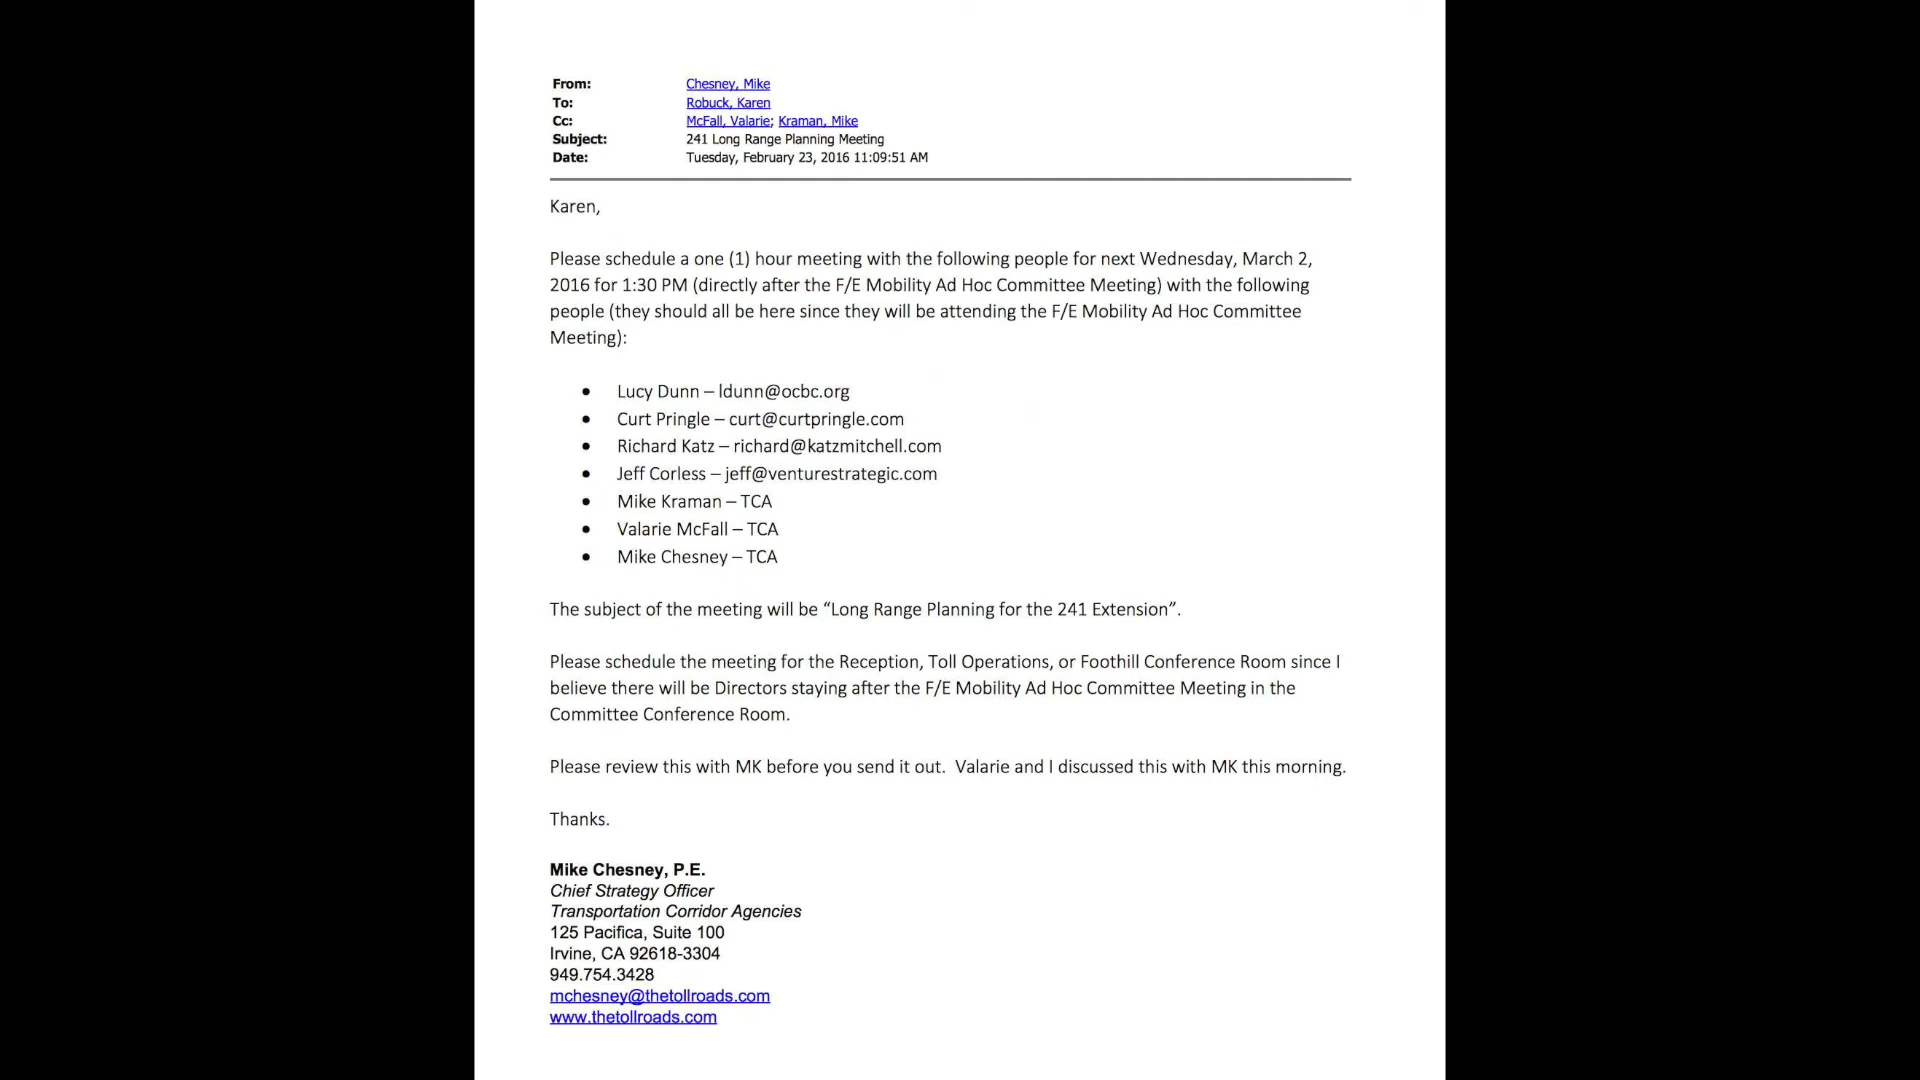 From: Chesney, Mike
To: Robuck, Karen
Cc: McFall, Valarie; Kraman, Mike
Subject: 241 Long Range Planning Meeting
Date: Tuesday, February 23, 2016 11:09:51 AM
Karen,
Please schedule a one (1) hour meeting with the following people for next Wednesday, March 2,
2016 for 1:30 PM (directly after the F/E Mobility Ad Hoc Committee Meeting) with the following
people (they should all be here since they will be attending the F/E Mobility Ad Hoc Committee
Meeting):
• Lucy Dunn – ldunn@ocbc.org
• Curt Pringle – curt@curtpringle.com
• Richard Katz – richard@katzmitchell.com
• Jeff Corless – jeff@venturestrategic.com
• Mike Kraman – TCA
• Valarie McFall – TCA
• Mike Chesney – TCA
The subject of the meeting will be “Long Range Planning for the 241 Extension”.
Please schedule the meeting for the Reception, Toll Operations, or Foothill Conference Room since I
believe there will be Directors staying after the F/E Mobility Ad Hoc Committee Meeting in the
Committee Conference Room.
Please review this with MK before you send it out.  Valarie and I discussed this with MK this morning.
Thanks.
Mike Chesney, P.E.
Chief Strategy Officer
Transportation Corridor Agencies
125 Pacifica, Suite 100
Irvine, CA 92618-3304
949.754.3428
mchesney@thetollroads.com
www.thetollroads.com